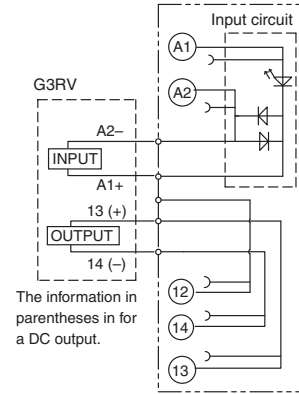 Input circuit
A1
G3RV
A2
A2–
INPUT
A1+
13 (+)
OUTPUT
14 (–)
12
The information in
parentheses in for
a DC output.
14
13